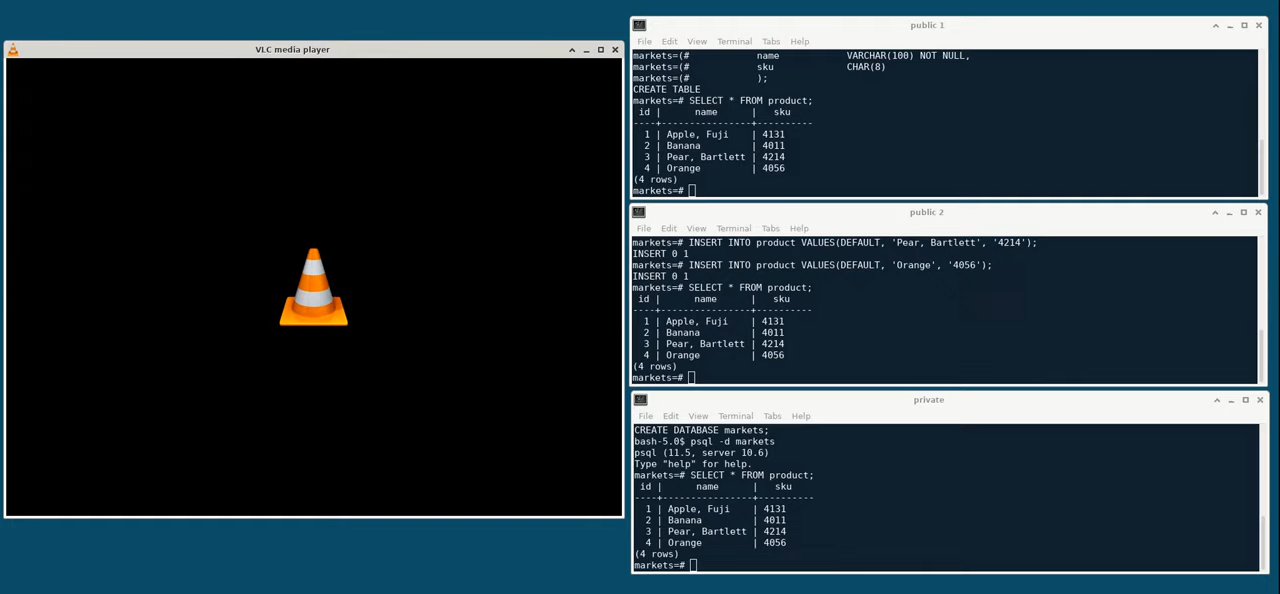 VLC media player
public 1
File Edit View Terminal Tabs Help
markets=(#            name            VARCHAR(100) NOT NULL,
markets=(#            sku             CHAR(8)
markets=(#            );
CREATE TABLE
markets=# SELECT * FROM product;
 id |      name      |   sku
----+----------------+----------
  1 | Apple, Fuji    | 4131
  2 | Banana         | 4011
  3 | Pear, Bartlett | 4214
  4 | Orange         | 4056
(4 rows)
markets=#
public 2
File Edit View Terminal Tabs Help
markets=# INSERT INTO product VALUES(DEFAULT, 'Pear, Bartlett', '4214');
INSERT 0 1
markets=# INSERT INTO product VALUES(DEFAULT, 'Orange', '4056');
INSERT 0 1
markets=# SELECT * FROM product;
 id |      name      |   sku
----+----------------+----------
  1 | Apple, Fuji    | 4131
  2 | Banana         | 4011
  3 | Pear, Bartlett | 4214
  4 | Orange         | 4056
(4 rows)
markets=#
private
File Edit View Terminal Tabs Help
CREATE DATABASE markets;
bash-5.0$ psql -d markets
psql (11.5, server 10.6)
Type "help" for help.
markets=# SELECT * FROM product;
 id |      name      |   sku
----+----------------+----------
  1 | Apple, Fuji    | 4131
  2 | Banana         | 4011
  3 | Pear, Bartlett | 4214
  4 | Orange         | 4056
(4 rows)
markets=#